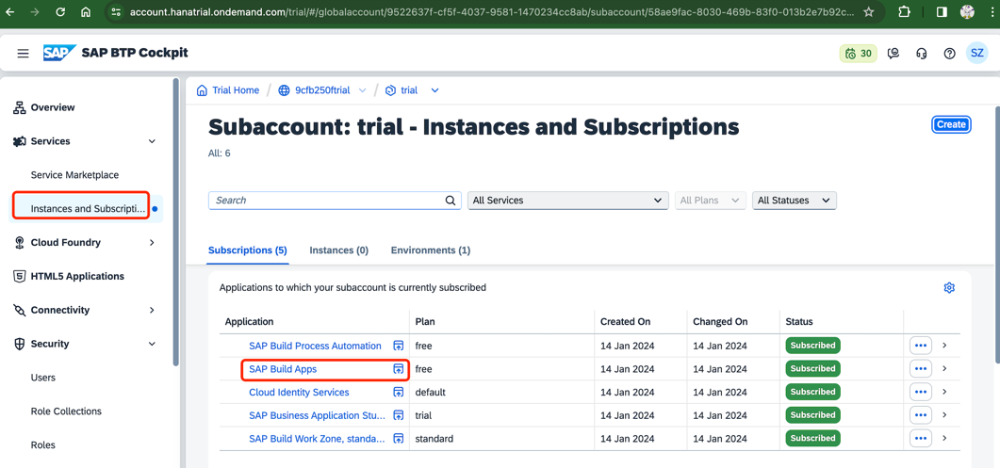 account.hanatrial.ondemand.com/trial/#/globalaccount/9522637f-cf5f-4037-9581-1470234cc8ab/subaccount/58ae9fac-8030-469b-83f0-013b2e7b92c...
SAP SAP BTP Cockpit 30 SZ
Trial Home / 9cfb250ftrial / trial
Overview
Services
Service Marketplace
Instances and Subscripti...
Cloud Foundry
HTML5 Applications
Connectivity
Security
Users
Role Collections
Roles
Subaccount: trial - Instances and Subscriptions
Create
All: 6
Search All Services All Plans All Statuses
Subscriptions (5) Instances (0) Environments (1)
Applications to which your subaccount is currently subscribed
Application Plan Created On Changed On Status
SAP Build Process Automation free 14 Jan 2024 14 Jan 2024 Subscribed
SAP Build Apps free 14 Jan 2024 14 Jan 2024 Subscribed
Cloud Identity Services default 14 Jan 2024 14 Jan 2024 Subscribed
SAP Business Application Stu... trial 14 Jan 2024 14 Jan 2024 Subscribed
SAP Build Work Zone, standa... standard 14 Jan 2024 14 Jan 2024 Subscribed